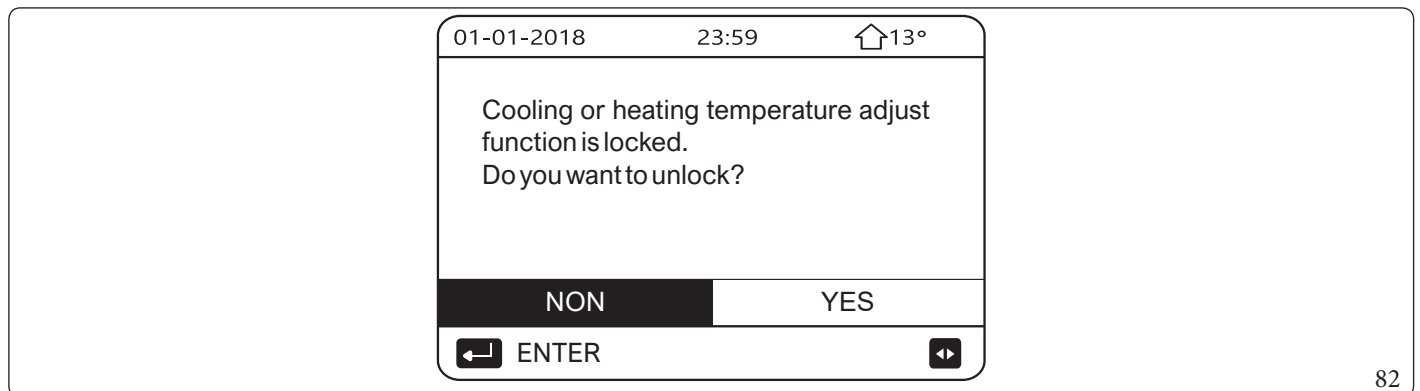 01-01-2018 23:59 13°
Cooling or heating temperature adjust
function is locked.
Do you want to unlock?
NON YES
ENTER
82